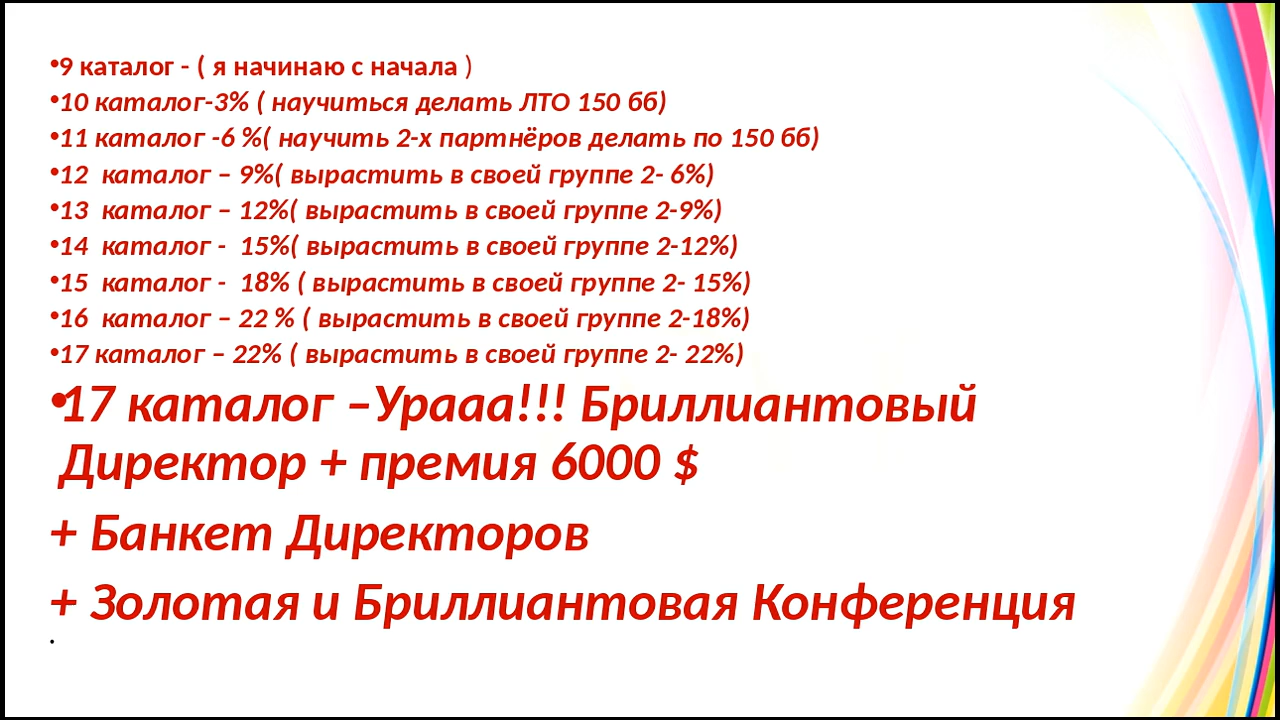 •9 каталог - ( я начинаю с начала )
•10 каталог-3% ( научиться делать ЛТО 150 бб)
•11 каталог -6 %( научить 2-х партнёров делать по 150 бб)
•12  каталог – 9%( вырастить в своей группе 2- 6%)
•13  каталог – 12%( вырастить в своей группе 2-9%)
•14  каталог -  15%( вырастить в своей группе 2-12%)
•15  каталог -  18% ( вырастить в своей группе 2- 15%)
•16  каталог – 22 % ( вырастить в своей группе 2-18%)
•17 каталог – 22% ( вырастить в своей группе 2- 22%)
•17 каталог –Урааа!!! Бриллиантовый
Директор + премия 6000 $
+ Банкет Директоров
+ Золотая и Бриллиантовая Конференция
.